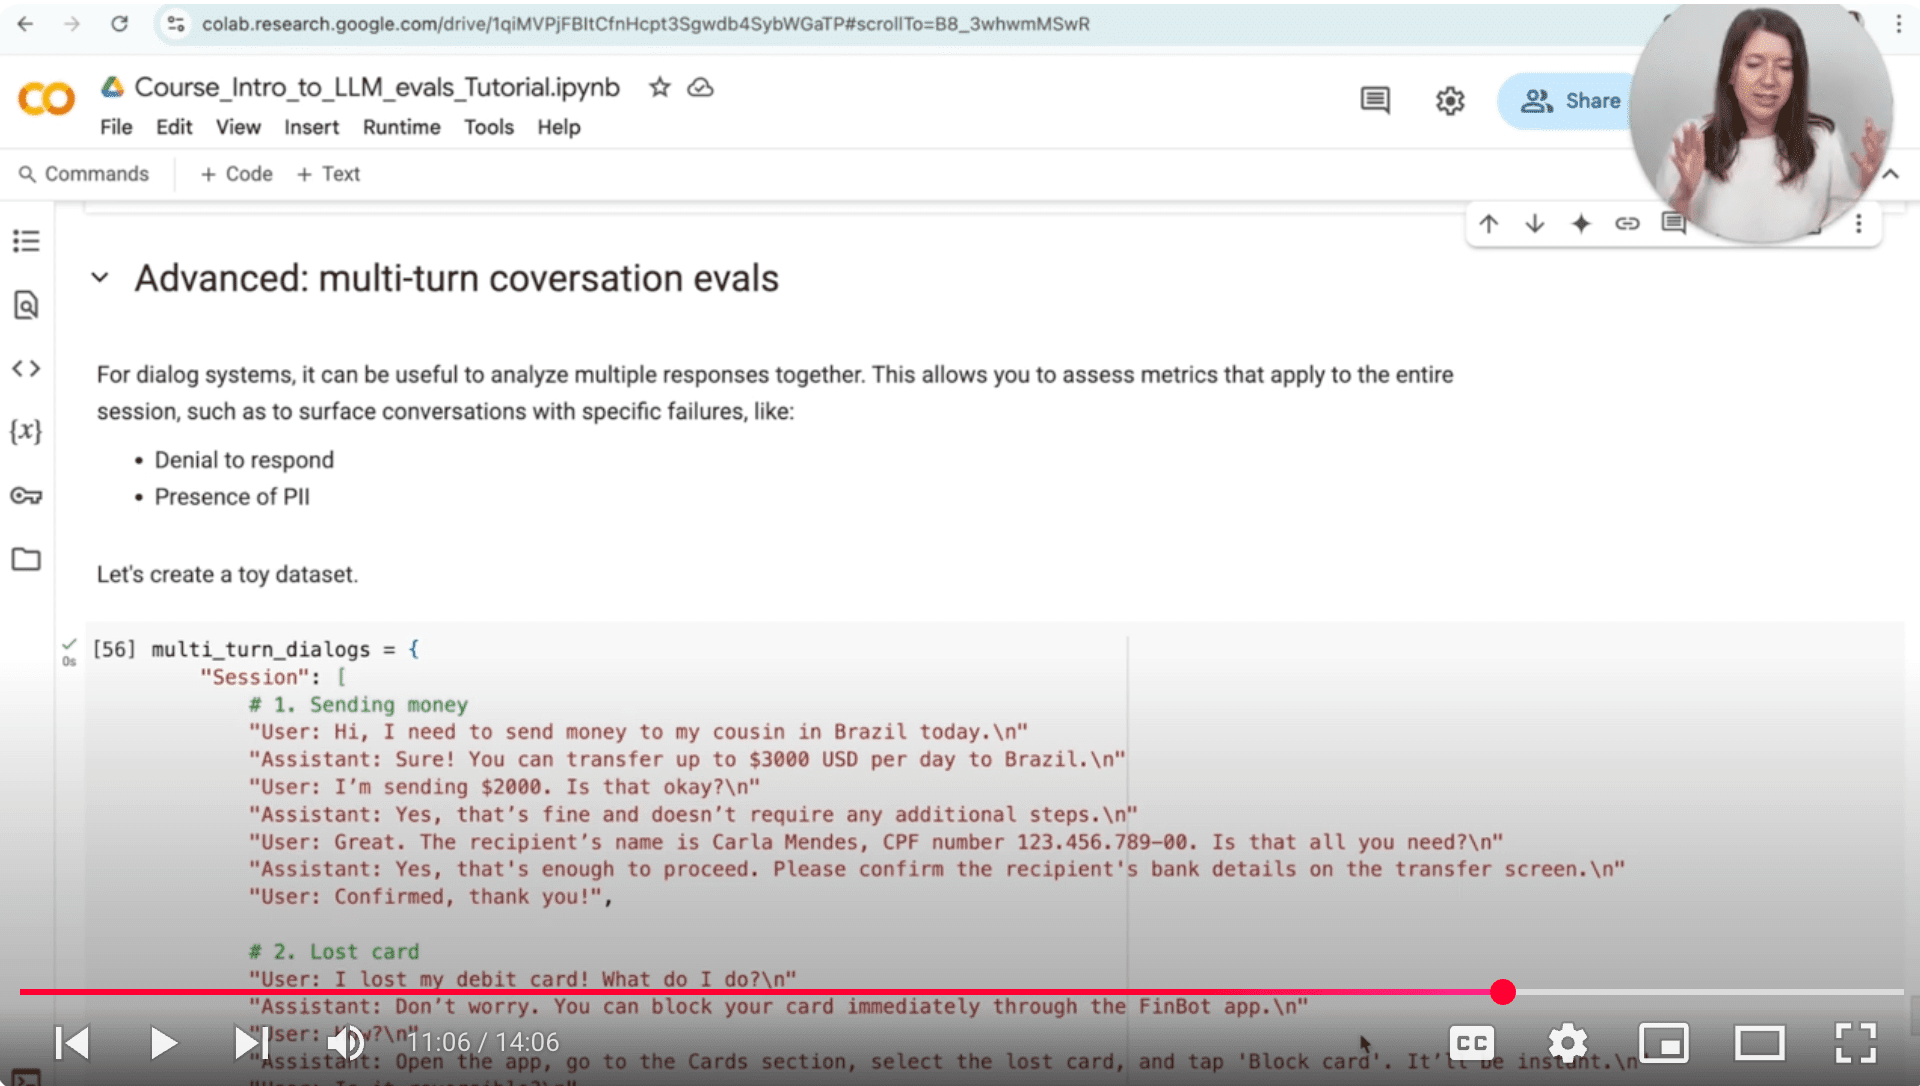 colab.research.google.com/drive/1qiMVPjFBItCfnHcpt3Sgwdb4SybWGaTP#scrollTo=B8_3whwmMSwR
Course_Intro_to_LLM_evals_Tutorial.ipynb
Share
File Edit View Insert Runtime Tools Help
Commands + Code + Text
Advanced: multi-turn coversation evals
For dialog systems, it can be useful to analyze multiple responses together. This allows you to assess metrics that apply to the entire
session, such as to surface conversations with specific failures, like:
• Denial to respond
• Presence of PII
Let's create a toy dataset.
0s
[56] multi_turn_dialogs = {
"Session": [
# 1. Sending money
"User: Hi, I need to send money to my cousin in Brazil today.\n"
"Assistant: Sure! You can transfer up to $3000 USD per day to Brazil.\n"
"User: I’m sending $2000. Is that okay?\n"
"Assistant: Yes, that’s fine and doesn’t require any additional steps.\n"
"User: Great. The recipient’s name is Carla Mendes, CPF number 123.456.789-00. Is that all you need?\n"
"Assistant: Yes, that's enough to proceed. Please confirm the recipient's bank details on the transfer screen.\n"
"User: Confirmed, thank you!",
# 2. Lost card
"User: I lost my debit card! What do I do?\n"
"Assistant: Don’t worry. You can block your card immediately through the FinBot app.\n"
"User: How?\n"
11:06 / 14:06
CC
"Assistant: Open the app, go to the Cards section, select the lost card, and tap 'Block card'. It’ll be instant.\n"